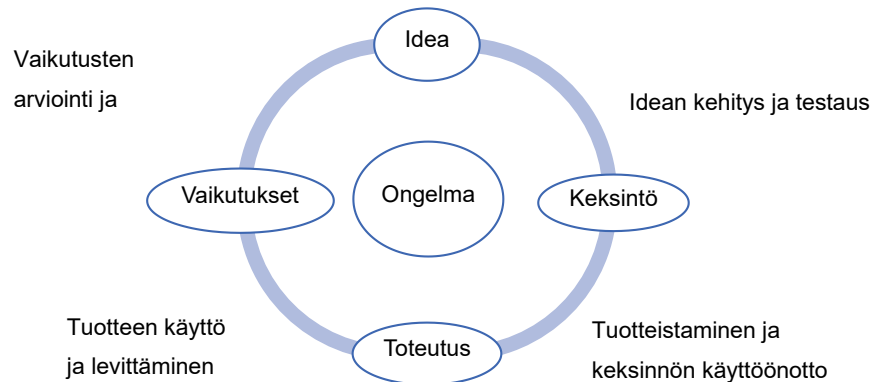 Idea
Vaikutusten
arviointi ja
Idean kehitys ja testaus
Vaikutukset
Ongelma
Keksintö
Tuotteen käyttö
ja levittäminen
Toteutus
Tuotteistaminen ja
keksinnön käyttöönotto